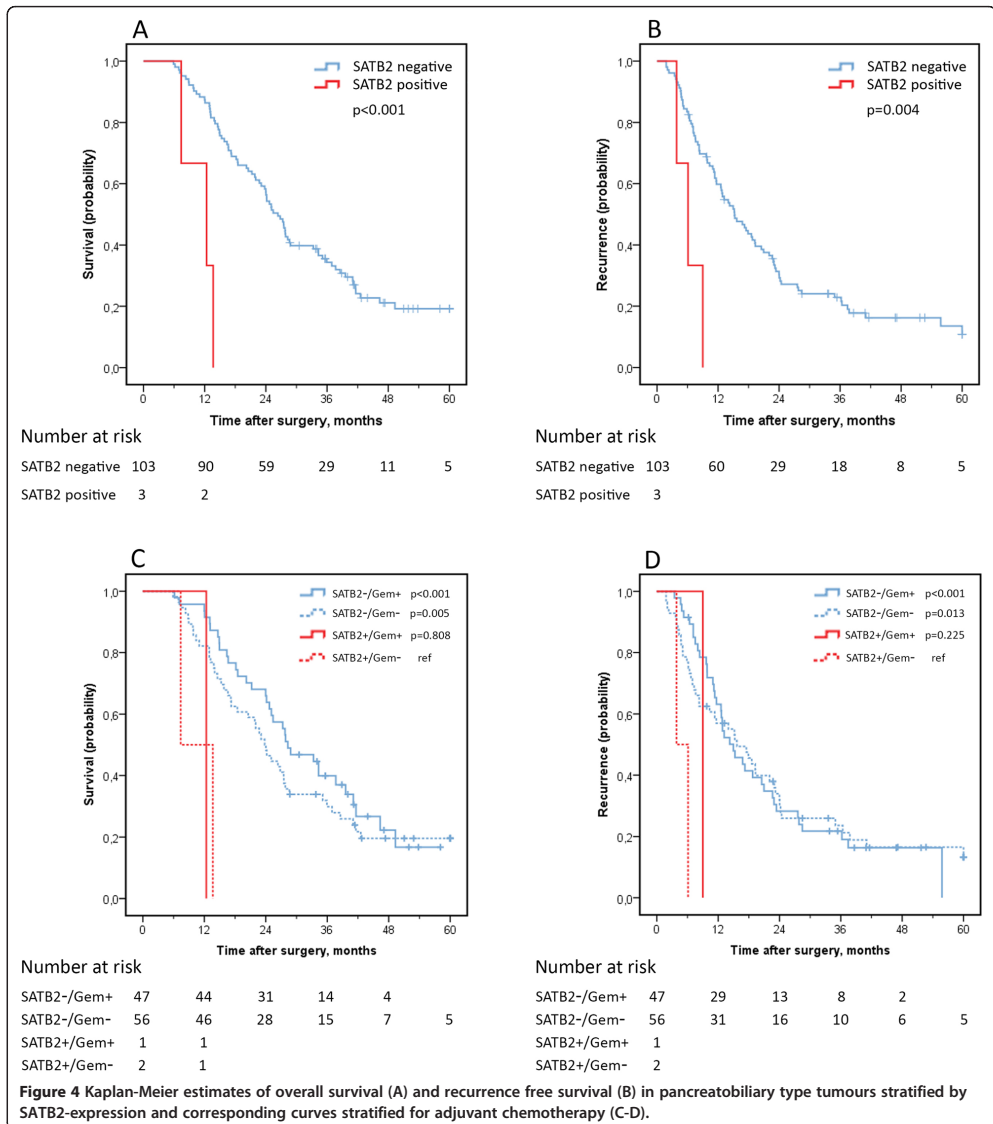 A
SATB2 negative
SATB2 positive
p<0.001
1,0
0,8
0,6
0,4
0,2
0,0
Survival (probability)
0 12 24 36 48 60
Time after surgery, months
Number at risk
SATB2 negative 103 90 59 29 11 5
SATB2 positive 3 2
B
SATB2 negative
SATB2 positive
p=0.004
1,0
0,8
0,6
0,4
0,2
0,0
Recurrence (probability)
0 12 24 36 48 60
Time after surgery, months
Number at risk
SATB2 negative 103 60 29 18 8 5
SATB2 positive 3
C
SATB2-/Gem+ p<0.001
SATB2-/Gem- p=0.005
SATB2+/Gem+ p=0.808
SATB2+/Gem- ref
1,0
0,8
0,6
0,4
0,2
0,0
Survival (probability)
0 12 24 36 48 60
Time after surgery, months
Number at risk
SATB2-/Gem+ 47 44 31 14 4
SATB2-/Gem- 56 46 28 15 7 5
SATB2+/Gem+ 1 1
SATB2+/Gem- 2 1
D
SATB2-/Gem+ p<0.001
SATB2-/Gem- p=0.013
SATB2+/Gem+ p=0.225
SATB2+/Gem- ref
1,0
0,8
0,6
0,4
0,2
0,0
Recurrence (probability)
0 12 24 36 48 60
Time after surgery, months
Number at risk
SATB2-/Gem+ 47 29 13 8 2
SATB2-/Gem- 56 31 16 10 6 5
SATB2+/Gem+ 1
SATB2+/Gem- 2
Figure 4 Kaplan-Meier estimates of overall survival (A) and recurrence free survival (B) in pancreatobiliary type tumours stratified by
SATB2-expression and corresponding curves stratified for adjuvant chemotherapy (C-D).